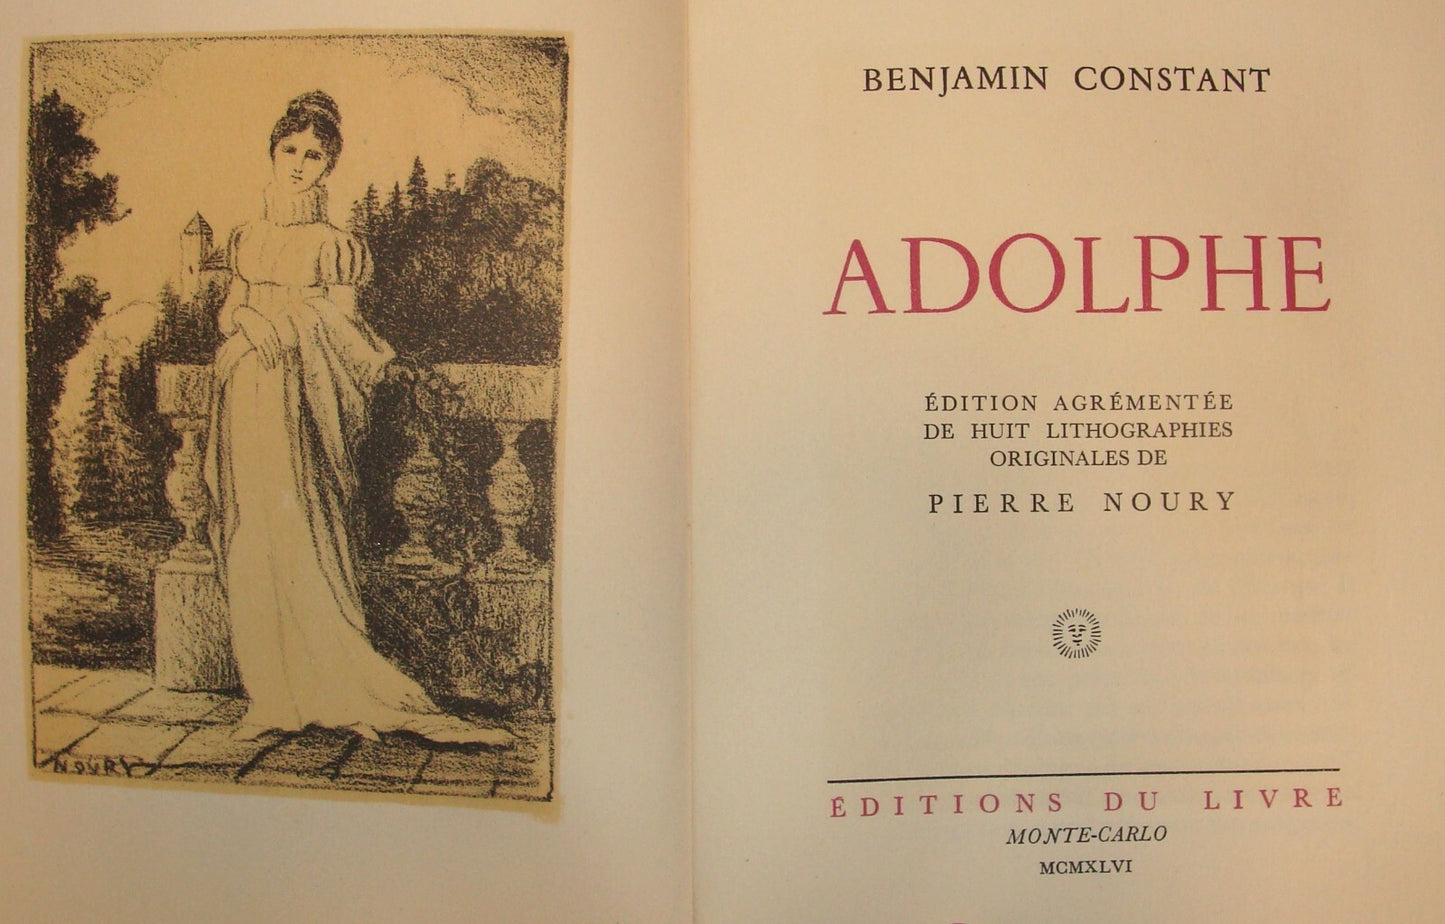 NOURY
BENJAMIN CONSTANT
ADOLPHE
ÉDITION AGRÉMENTÉE
DE HUIT LITHOGRAPHIES
ORIGINALES DE
PIERRE NOURY
ÉDITIONS DU LIVRE
MONTE-CARLO
MCMXLVI